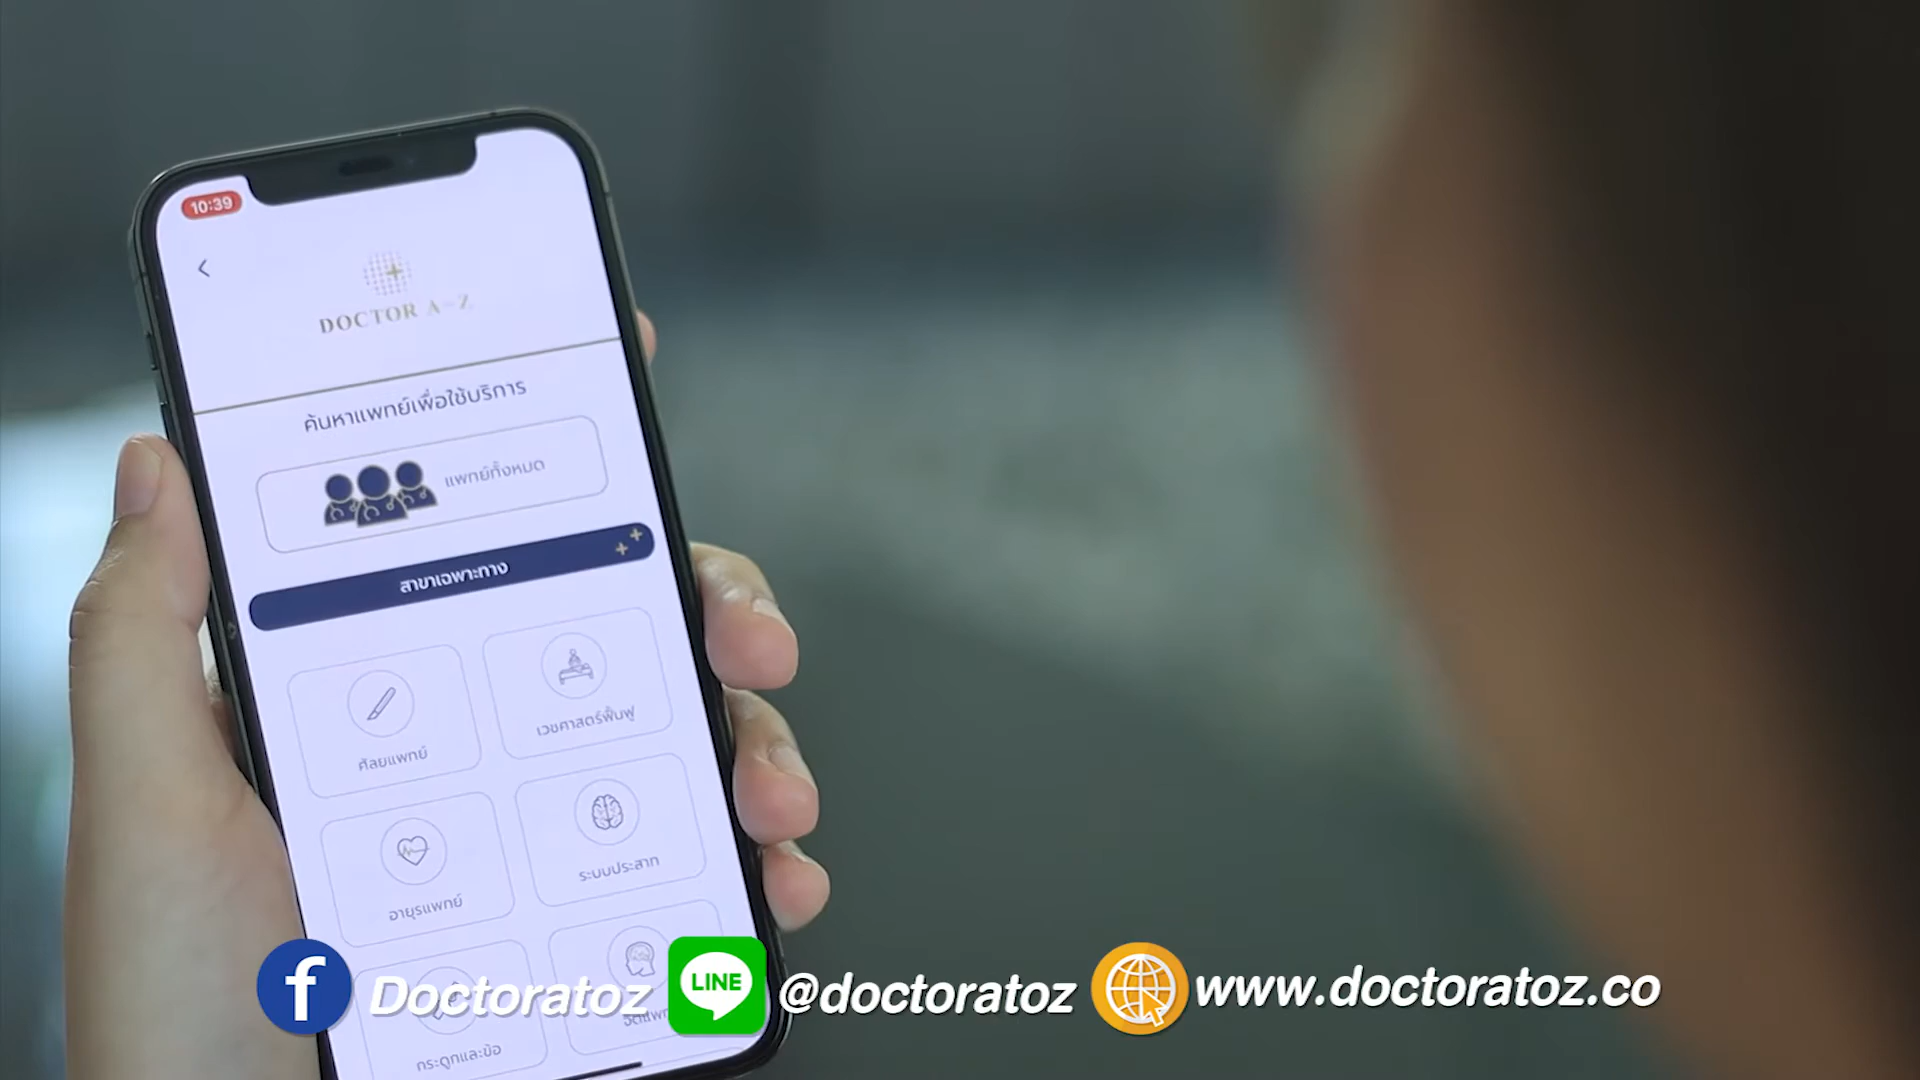 10:39
DOCTOR A-Z
ค้นหาแพทย์เพื่อใช้บริการ
แพทย์ทั้งหมด
สาขาเฉพาะทาง
ศัลยแพทย์
เวชศาสตร์ฟื้นฟู
อายุรแพทย์
ระบบประสาท
กระดูกและข้อ
Doctoratoz
LINE
@doctoratoz
www.doctoratoz.co